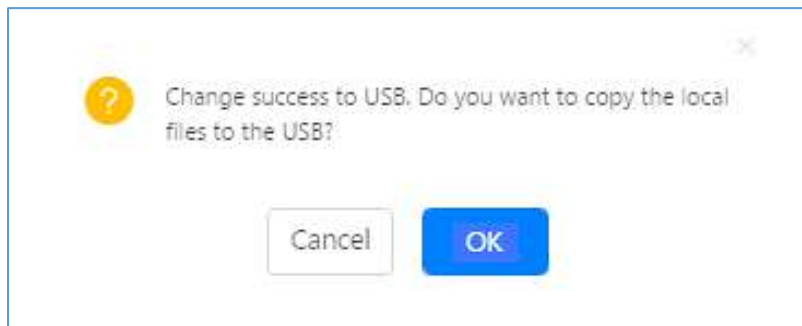 ?
Change success to USB. Do you want to copy the local
files to the USB?
Cancel
OK